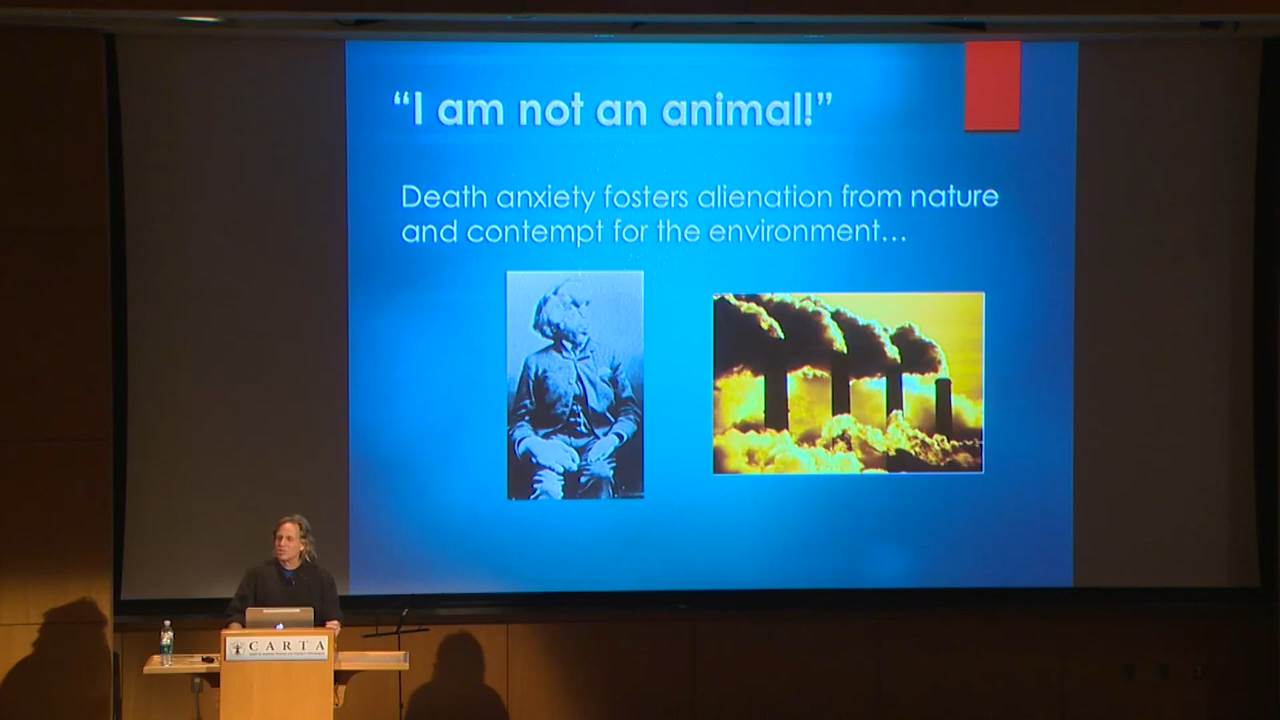 “I am not an animal!”
Death anxiety fosters alienation from nature
and contempt for the environment...
CARTA